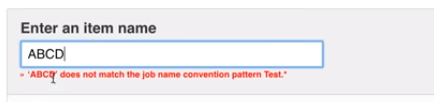 Enter an item name
ABCD
» 'ABCD' does not match the job name convention pattern Test.*